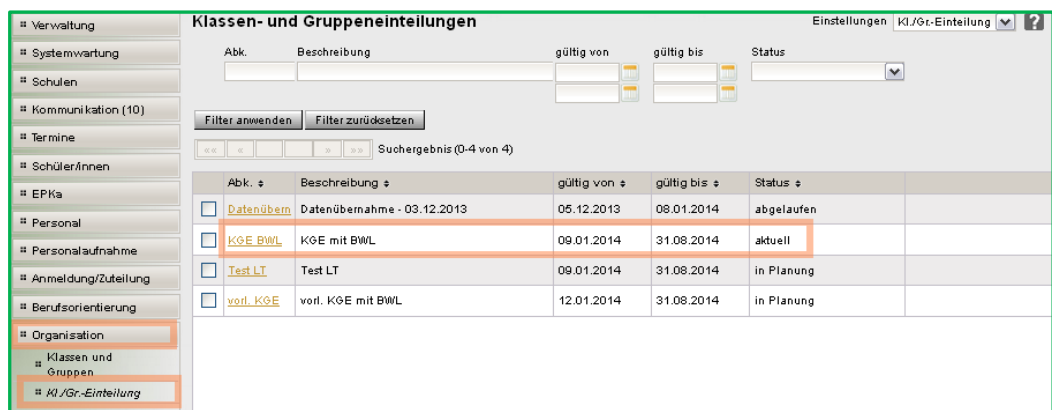 Verwaltung
Systemwartung
Schulen
Kommunikation (10)
Termine
Schüler/innen
EPKa
Personal
Personalaufnahme
Anmeldung/Zuteilung
Berufsorientierung
Organisation
Klassen und
Gruppen
Kl./Gr.-Einteilung
Klassen- und Gruppeneinteilungen
Einstellungen Kl./Gr.-Einteilung ?
Abk. Beschreibung gültig von gültig bis Status
Filter anwenden Filter zurücksetzen
«« « » »» Suchergebnis (0-4 von 4)
Abk. Beschreibung gültig von gültig bis Status
Datenübern Datenübernahme - 03.12.2013 05.12.2013 08.01.2014 abgelaufen
KGE BWL KGE mit BWL 09.01.2014 31.08.2014 aktuell
Test LT Test LT 09.01.2014 31.08.2014 in Planung
vorl. KGE vorl. KGE mit BWL 12.01.2014 31.08.2014 in Planung